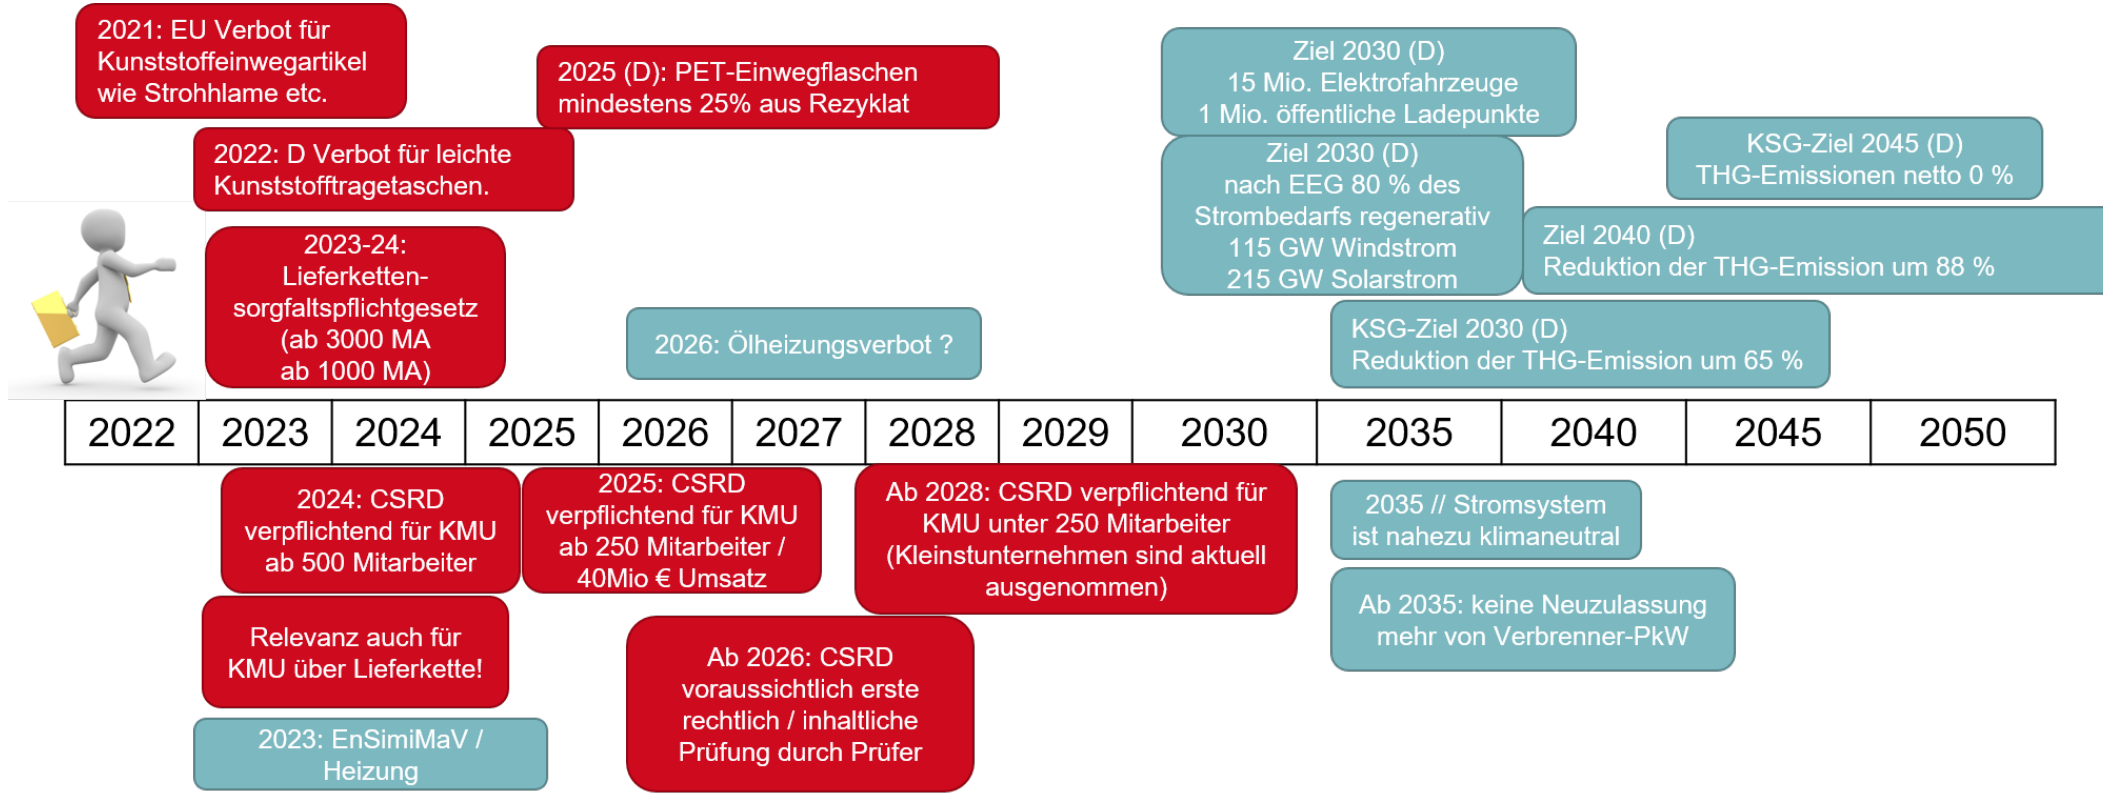 2021: EU Verbot für
Kunststoffeinwegartikel
wie Strohhlame etc.
2025 (D): PET-Einwegflaschen
mindestens 25% aus Rezyklat
2022: D Verbot für leichte
Kunststofftragetaschen.
2023-24:
Lieferketten-
sorgfaltspflichtgesetz
(ab 3000 MA
ab 1000 MA)
2026: Ölheizungsverbot ?
Ziel 2030 (D)
15 Mio. Elektrofahrzeuge
1 Mio. öffentliche Ladepunkte
Ziel 2030 (D)
nach EEG 80 % des
Strombedarfs regenerativ
115 GW Windstrom
215 GW Solarstrom
KSG-Ziel 2045 (D)
THG-Emissionen netto 0 %
Ziel 2040 (D)
Reduktion der THG-Emission um 88 %
KSG-Ziel 2030 (D)
Reduktion der THG-Emission um 65 %
2022 2023 2024 2025 2026 2027 2028 2029 2030 2035 2040 2045 2050
2024: CSRD
verpflichtend für KMU
ab 500 Mitarbeiter
2025: CSRD
verpflichtend für KMU
ab 250 Mitarbeiter /
40Mio € Umsatz
Ab 2028: CSRD verpflichtend für
KMU unter 250 Mitarbeiter
(Kleinstunternehmen sind aktuell
ausgenommen)
2035 // Stromsystem
ist nahezu klimaneutral
Ab 2035: keine Neuzulassung
mehr von Verbrenner-PkW
Relevanz auch für
KMU über Lieferkette!
Ab 2026: CSRD
voraussichtlich erste
rechtlich / inhaltliche
Prüfung durch Prüfer
2023: EnSimiMaV /
Heizung